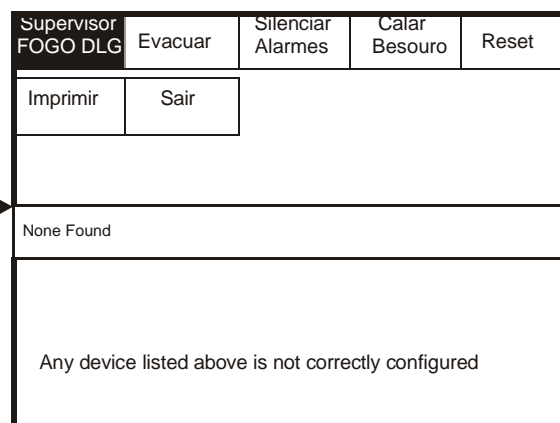 Supervisor
FOGO DLG
Evacuar
Silenciar
Alarmes
Calar
Besouro
Reset
Imprimir
Sair
None Found
Any device listed above is not correctly configured